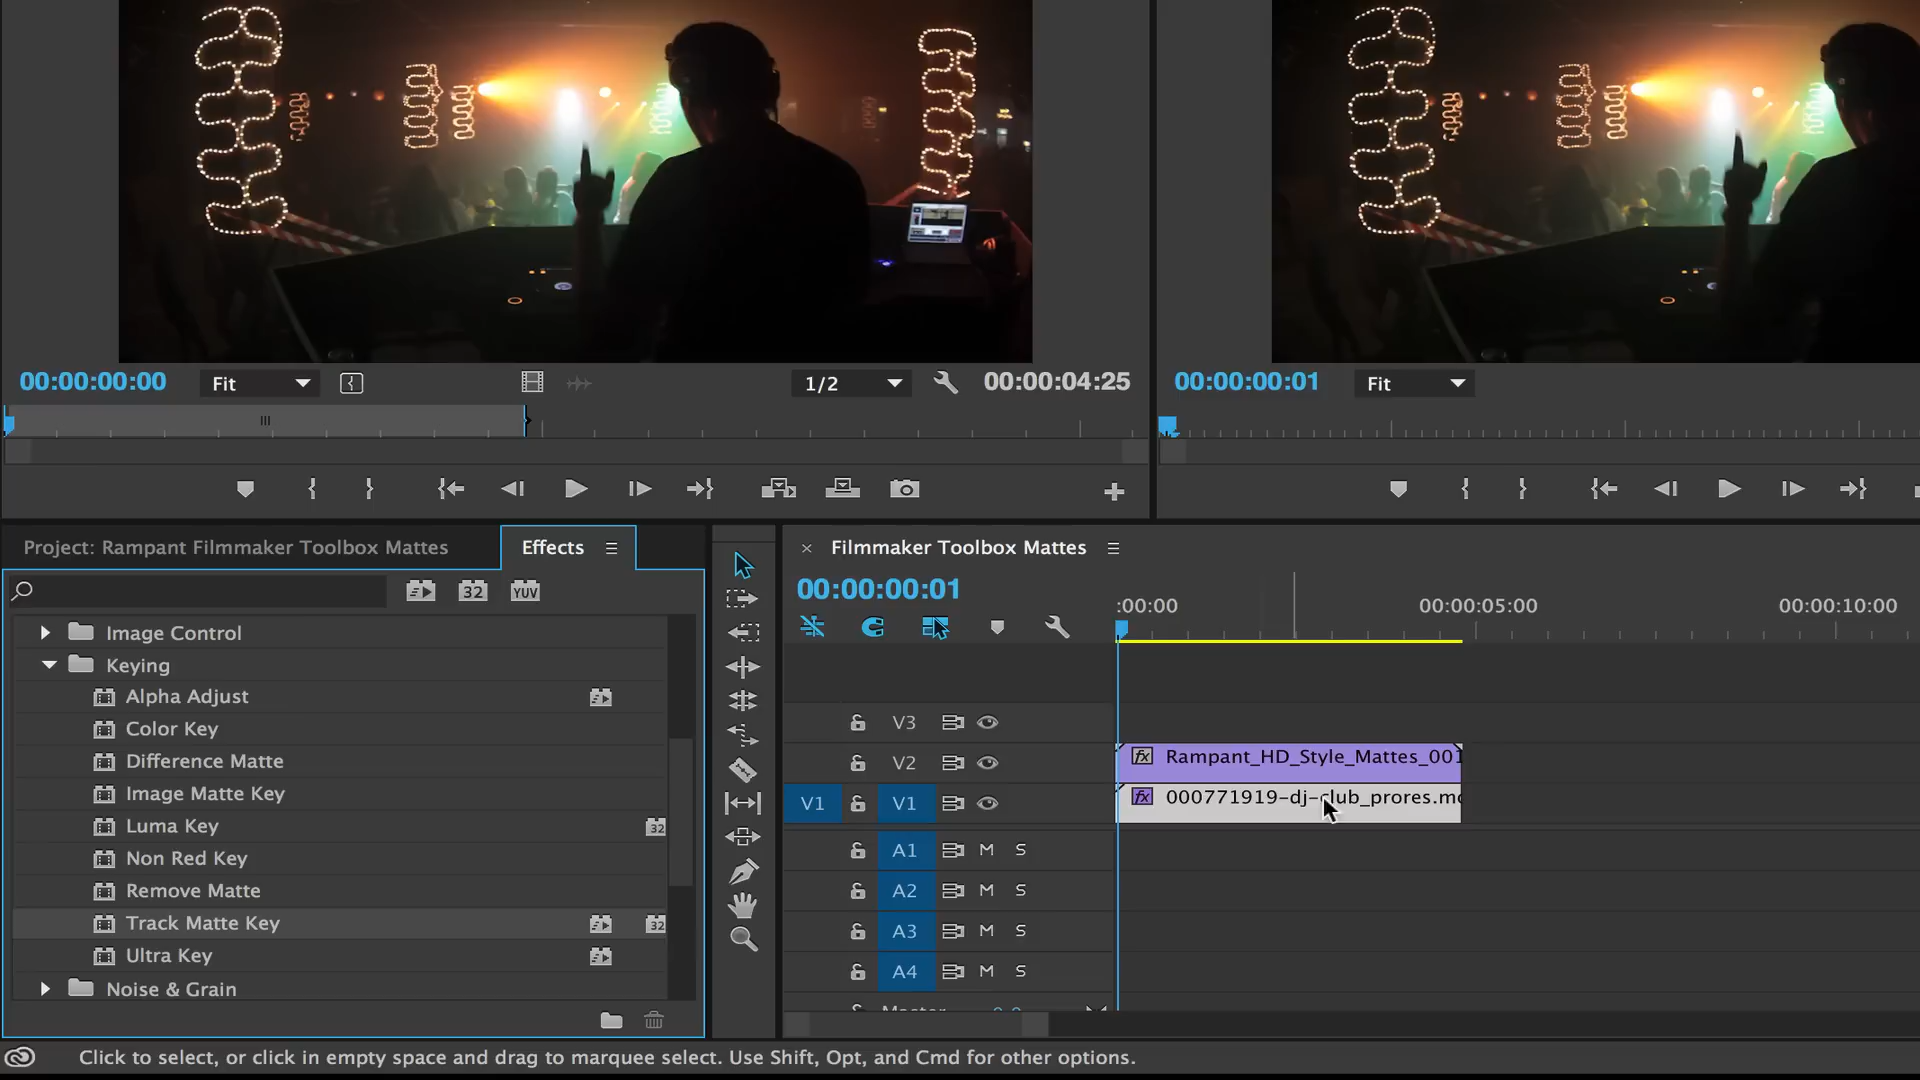 00:00:00:00 Fit 1/2 00:00:04:25
00:00:00:01 Fit
Project: Rampant Filmmaker Toolbox Mattes
Effects
32 YUV
Image Control
Keying
Alpha Adjust
Color Key
Difference Matte
Image Matte Key
Luma Key 32
Non Red Key
Remove Matte
Track Matte Key 32
Ultra Key
Noise & Grain
× Filmmaker Toolbox Mattes
00:00:00:01
:00:00 00:00:05:00 00:00:10:00
V3
V2 fx Rampant_HD_Style_Mattes_001
V1 V1 fx 000771919-dj-club_prores.mo
A1 M S
A2 M S
A3 M S
A4 M S
Click to select, or click in empty space and drag to marquee select. Use Shift, Opt, and Cmd for other options.